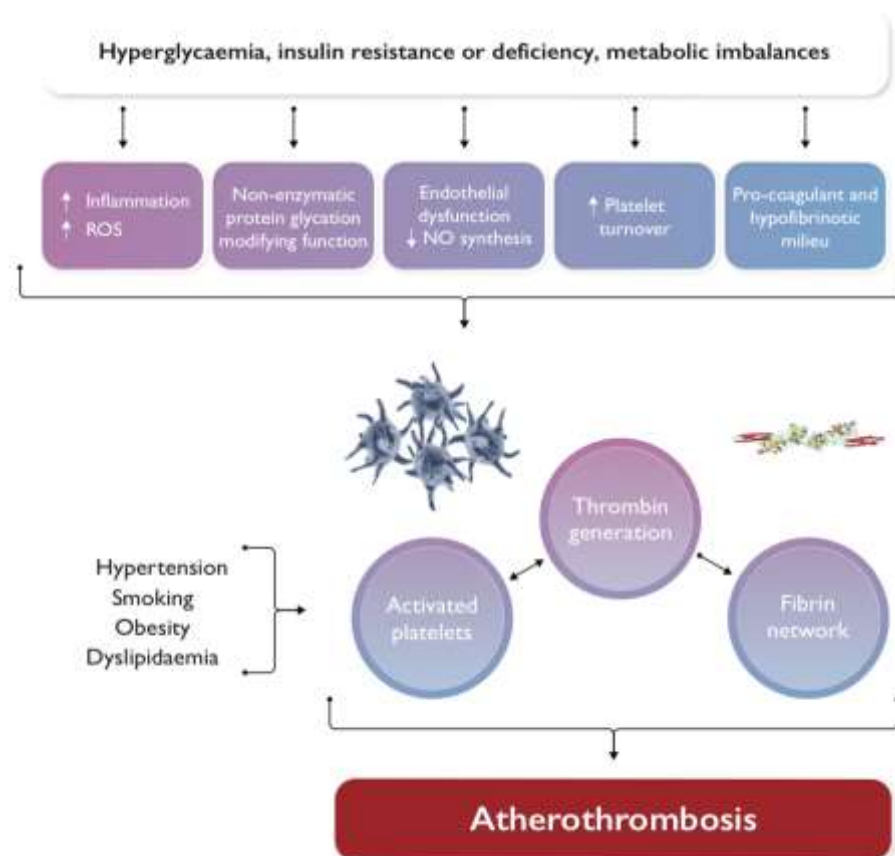 Hyperglycaemia, insulin resistance or deficiency, metabolic imbalances
↑ Inflammation
↑ ROS
Non-enzymatic
protein glycation
modifying function
Endothelial
dysfunction
↓ NO synthesis
↑ Platelet
turnover
Pro-coagulant and
hypofibrinotic
milieu
Thrombin
generation
Hypertension
Smoking
Obesity
Dyslipidaemia
Activated
platelets
Fibrin
network
Atherothrombosis